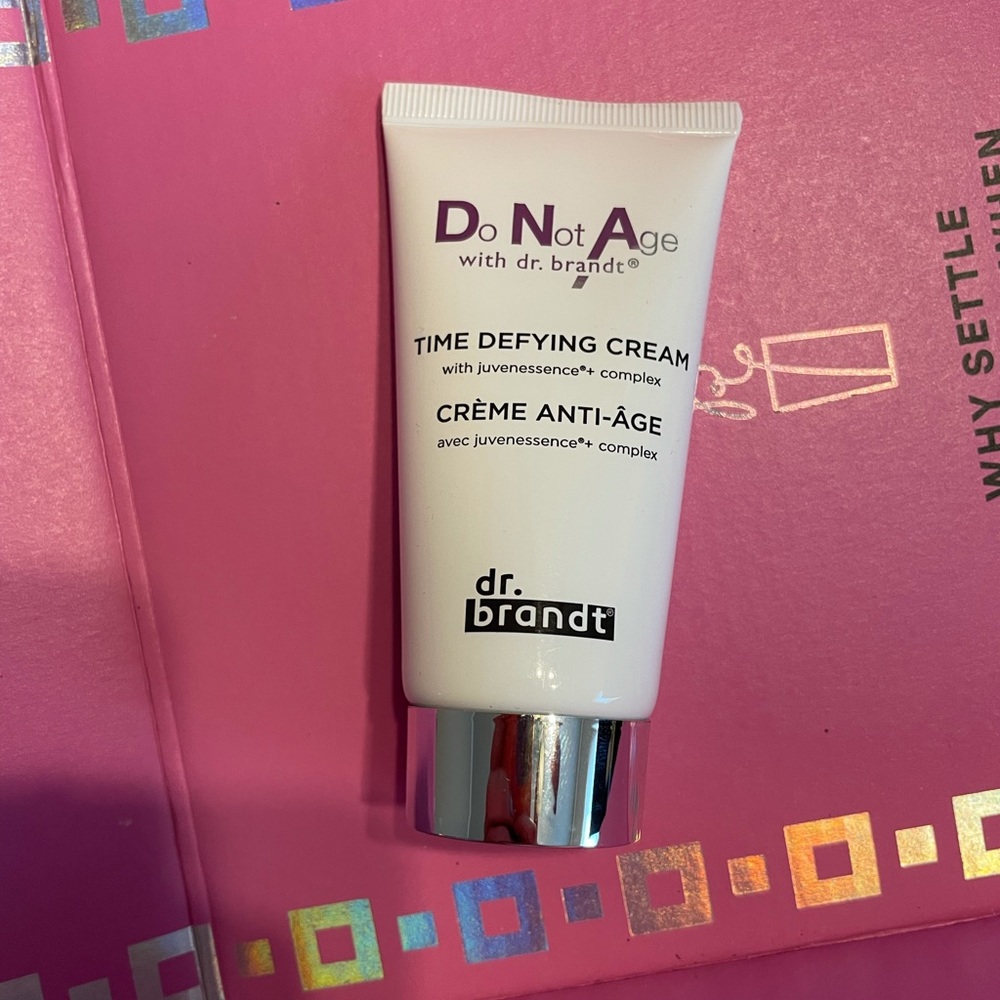 Do Not Age
with dr. brandt®
TIME DEFYING CREAM
with juvenessence®+ complex
CRÈME ANTI-ÂGE
avec juvenessence®+ complex
dr.
brandt®
WHY SETTLE
WHEN